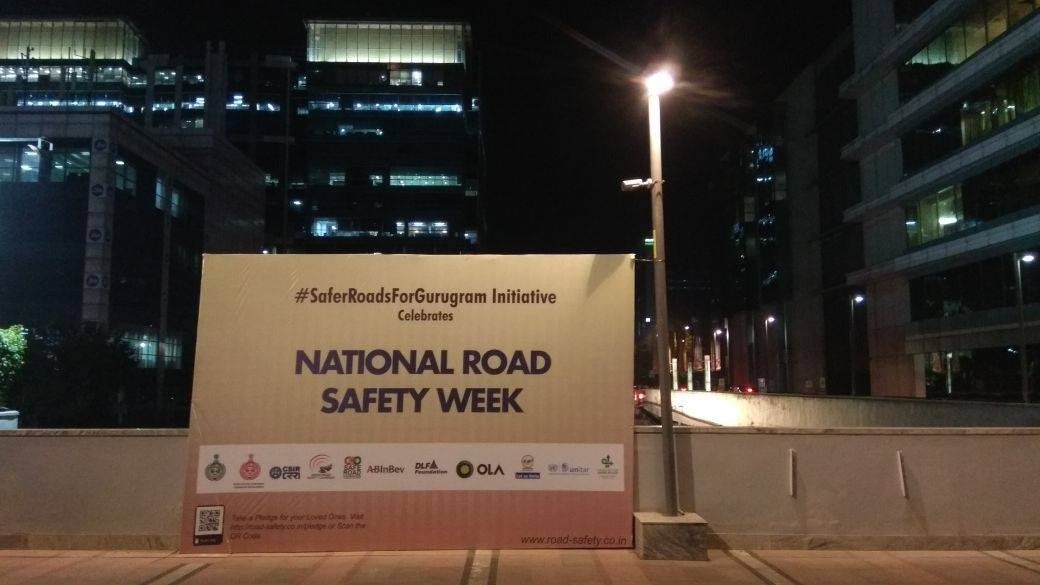 #SaferRoadsForGurugram Initiative
Celebrates
NATIONAL ROAD
SAFETY WEEK
CSIR
ABInBev
DLF
Foundation
OLA
unitar
Take a Pledge for your Loved Ones. Visit
http://road-safety.co.in/pledge or Scan the
QR Code
www.road-safety.co.in